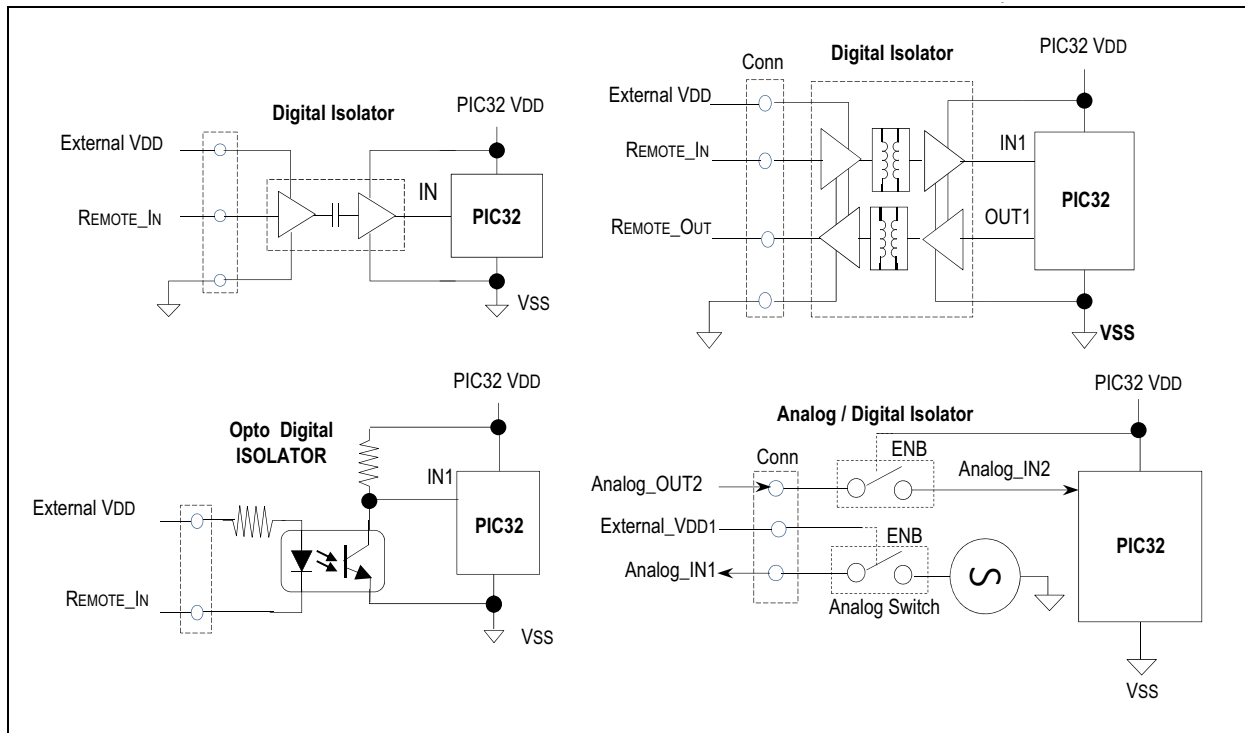 Digital Isolator
PIC32 VDD
External VDD
REMOTE_IN
IN
PIC32
VSS
Conn
Digital Isolator
PIC32 VDD
External VDD
REMOTE_IN
IN1
PIC32
REMOTE_OUT
OUT1
VSS
PIC32 VDD
Opto Digital
ISOLATOR
IN1
External VDD
PIC32
REMOTE_IN
VSS
PIC32 VDD
Analog / Digital Isolator
Conn
ENB
Analog_OUT2
Analog_IN2
External_VDD1
ENB
PIC32
Analog_IN1
S
Analog Switch
VSS